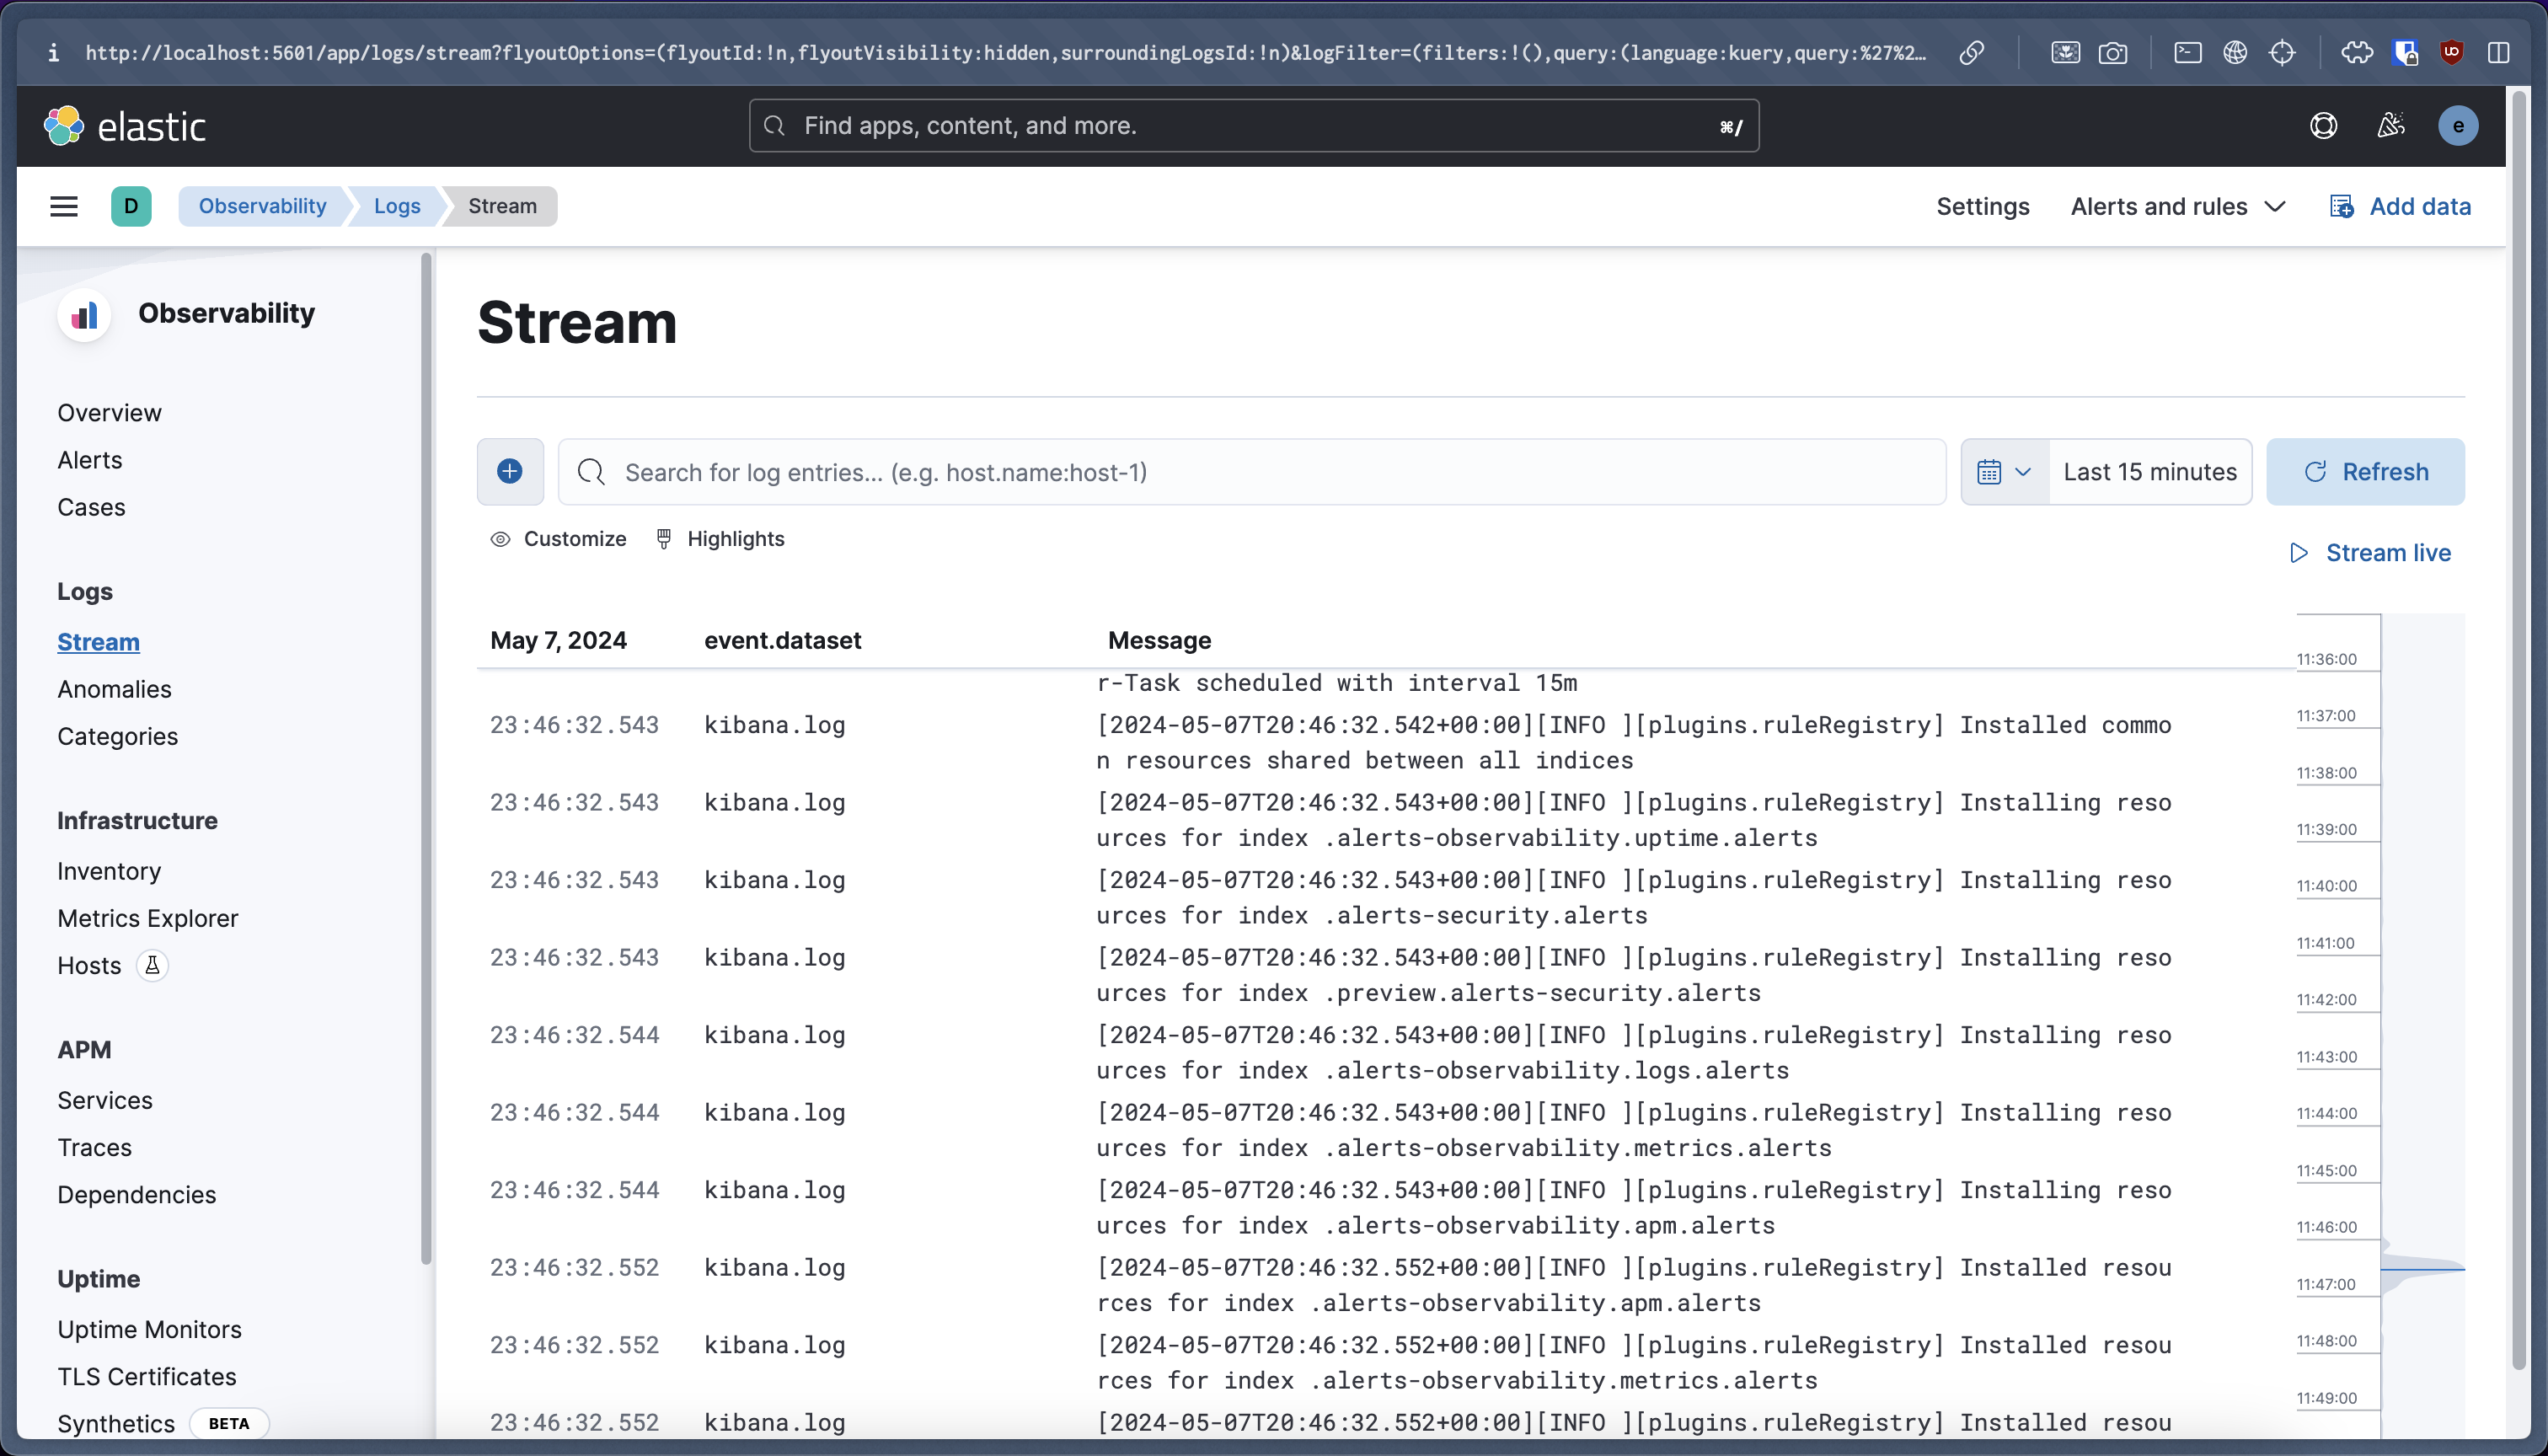 http://localhost:5601/app/logs/stream?flyoutOptions=(flyoutId:!n,flyoutVisibility:hidden,surroundingLogsId:!n)&logFilter=(filters:!(),query:(language:kuery,query:%27%2…
elastic
Find apps, content, and more.
⌘/
e
D
Observability
Logs
Stream
Settings
Alerts and rules
Add data
Observability
Overview
Alerts
Cases
Logs
Stream
Anomalies
Categories
Infrastructure
Inventory
Metrics Explorer
Hosts
APM
Services
Traces
Dependencies
Uptime
Uptime Monitors
TLS Certificates
Synthetics BETA
Stream
Search for log entries... (e.g. host.name:host-1)
Last 15 minutes
Refresh
Customize
Highlights
Stream live
May 7, 2024 event.dataset Message
r-Task scheduled with interval 15m
23:46:32.543 kibana.log [2024-05-07T20:46:32.542+00:00][INFO ][plugins.ruleRegistry] Installed commo
n resources shared between all indices
23:46:32.543 kibana.log [2024-05-07T20:46:32.543+00:00][INFO ][plugins.ruleRegistry] Installing reso
urces for index .alerts-observability.uptime.alerts
23:46:32.543 kibana.log [2024-05-07T20:46:32.543+00:00][INFO ][plugins.ruleRegistry] Installing reso
urces for index .alerts-security.alerts
23:46:32.543 kibana.log [2024-05-07T20:46:32.543+00:00][INFO ][plugins.ruleRegistry] Installing reso
urces for index .preview.alerts-security.alerts
23:46:32.544 kibana.log [2024-05-07T20:46:32.543+00:00][INFO ][plugins.ruleRegistry] Installing reso
urces for index .alerts-observability.logs.alerts
23:46:32.544 kibana.log [2024-05-07T20:46:32.543+00:00][INFO ][plugins.ruleRegistry] Installing reso
urces for index .alerts-observability.metrics.alerts
23:46:32.544 kibana.log [2024-05-07T20:46:32.543+00:00][INFO ][plugins.ruleRegistry] Installing reso
urces for index .alerts-observability.apm.alerts
23:46:32.552 kibana.log [2024-05-07T20:46:32.552+00:00][INFO ][plugins.ruleRegistry] Installed resou
rces for index .alerts-observability.apm.alerts
23:46:32.552 kibana.log [2024-05-07T20:46:32.552+00:00][INFO ][plugins.ruleRegistry] Installed resou
rces for index .alerts-observability.metrics.alerts
23:46:32.552 kibana.log [2024-05-07T20:46:32.552+00:00][INFO ][plugins.ruleRegistry] Installed resou
11:36:00
11:37:00
11:38:00
11:39:00
11:40:00
11:41:00
11:42:00
11:43:00
11:44:00
11:45:00
11:46:00
11:47:00
11:48:00
11:49:00